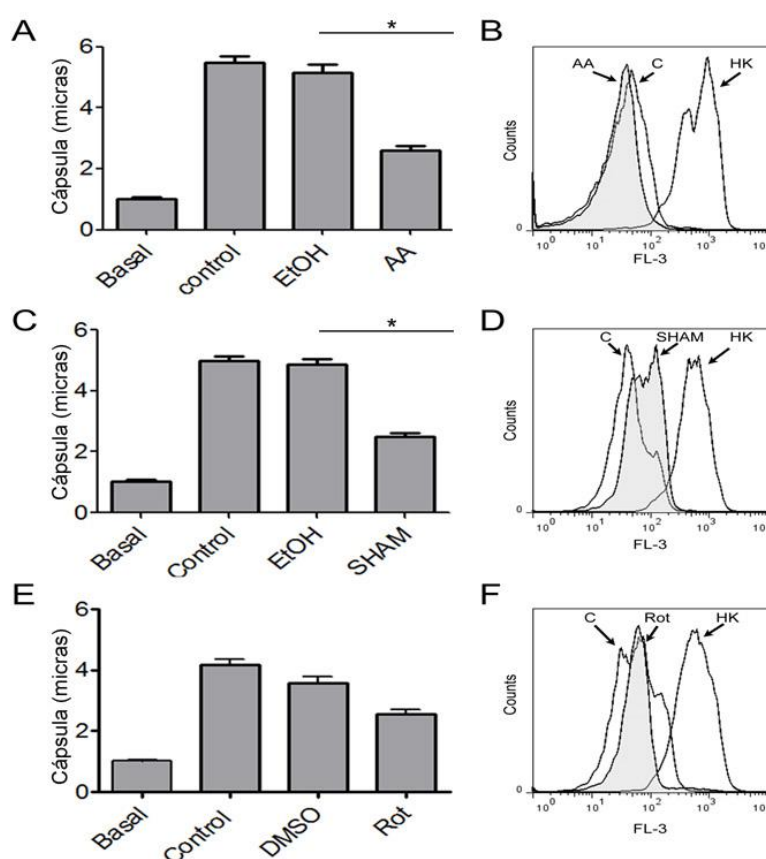 A
*
Cápsula (micras)
6
4
2
0
Basal
control
EtOH
AA
B
AA
C
HK
Counts
0
10⁰ 10¹ 10² 10³
FL-3
C
*
Cápsula (micras)
6
4
2
0
Basal
Control
EtOH
SHAM
D
C
SHAM
HK
Counts
0
10⁰ 10¹ 10² 10³
FL-3
E
Cápsula (micras)
6
4
2
0
Basal
Control
DMSO
Rot
F
C
Rot
HK
Counts
0
10⁰ 10¹ 10² 10³
FL-3